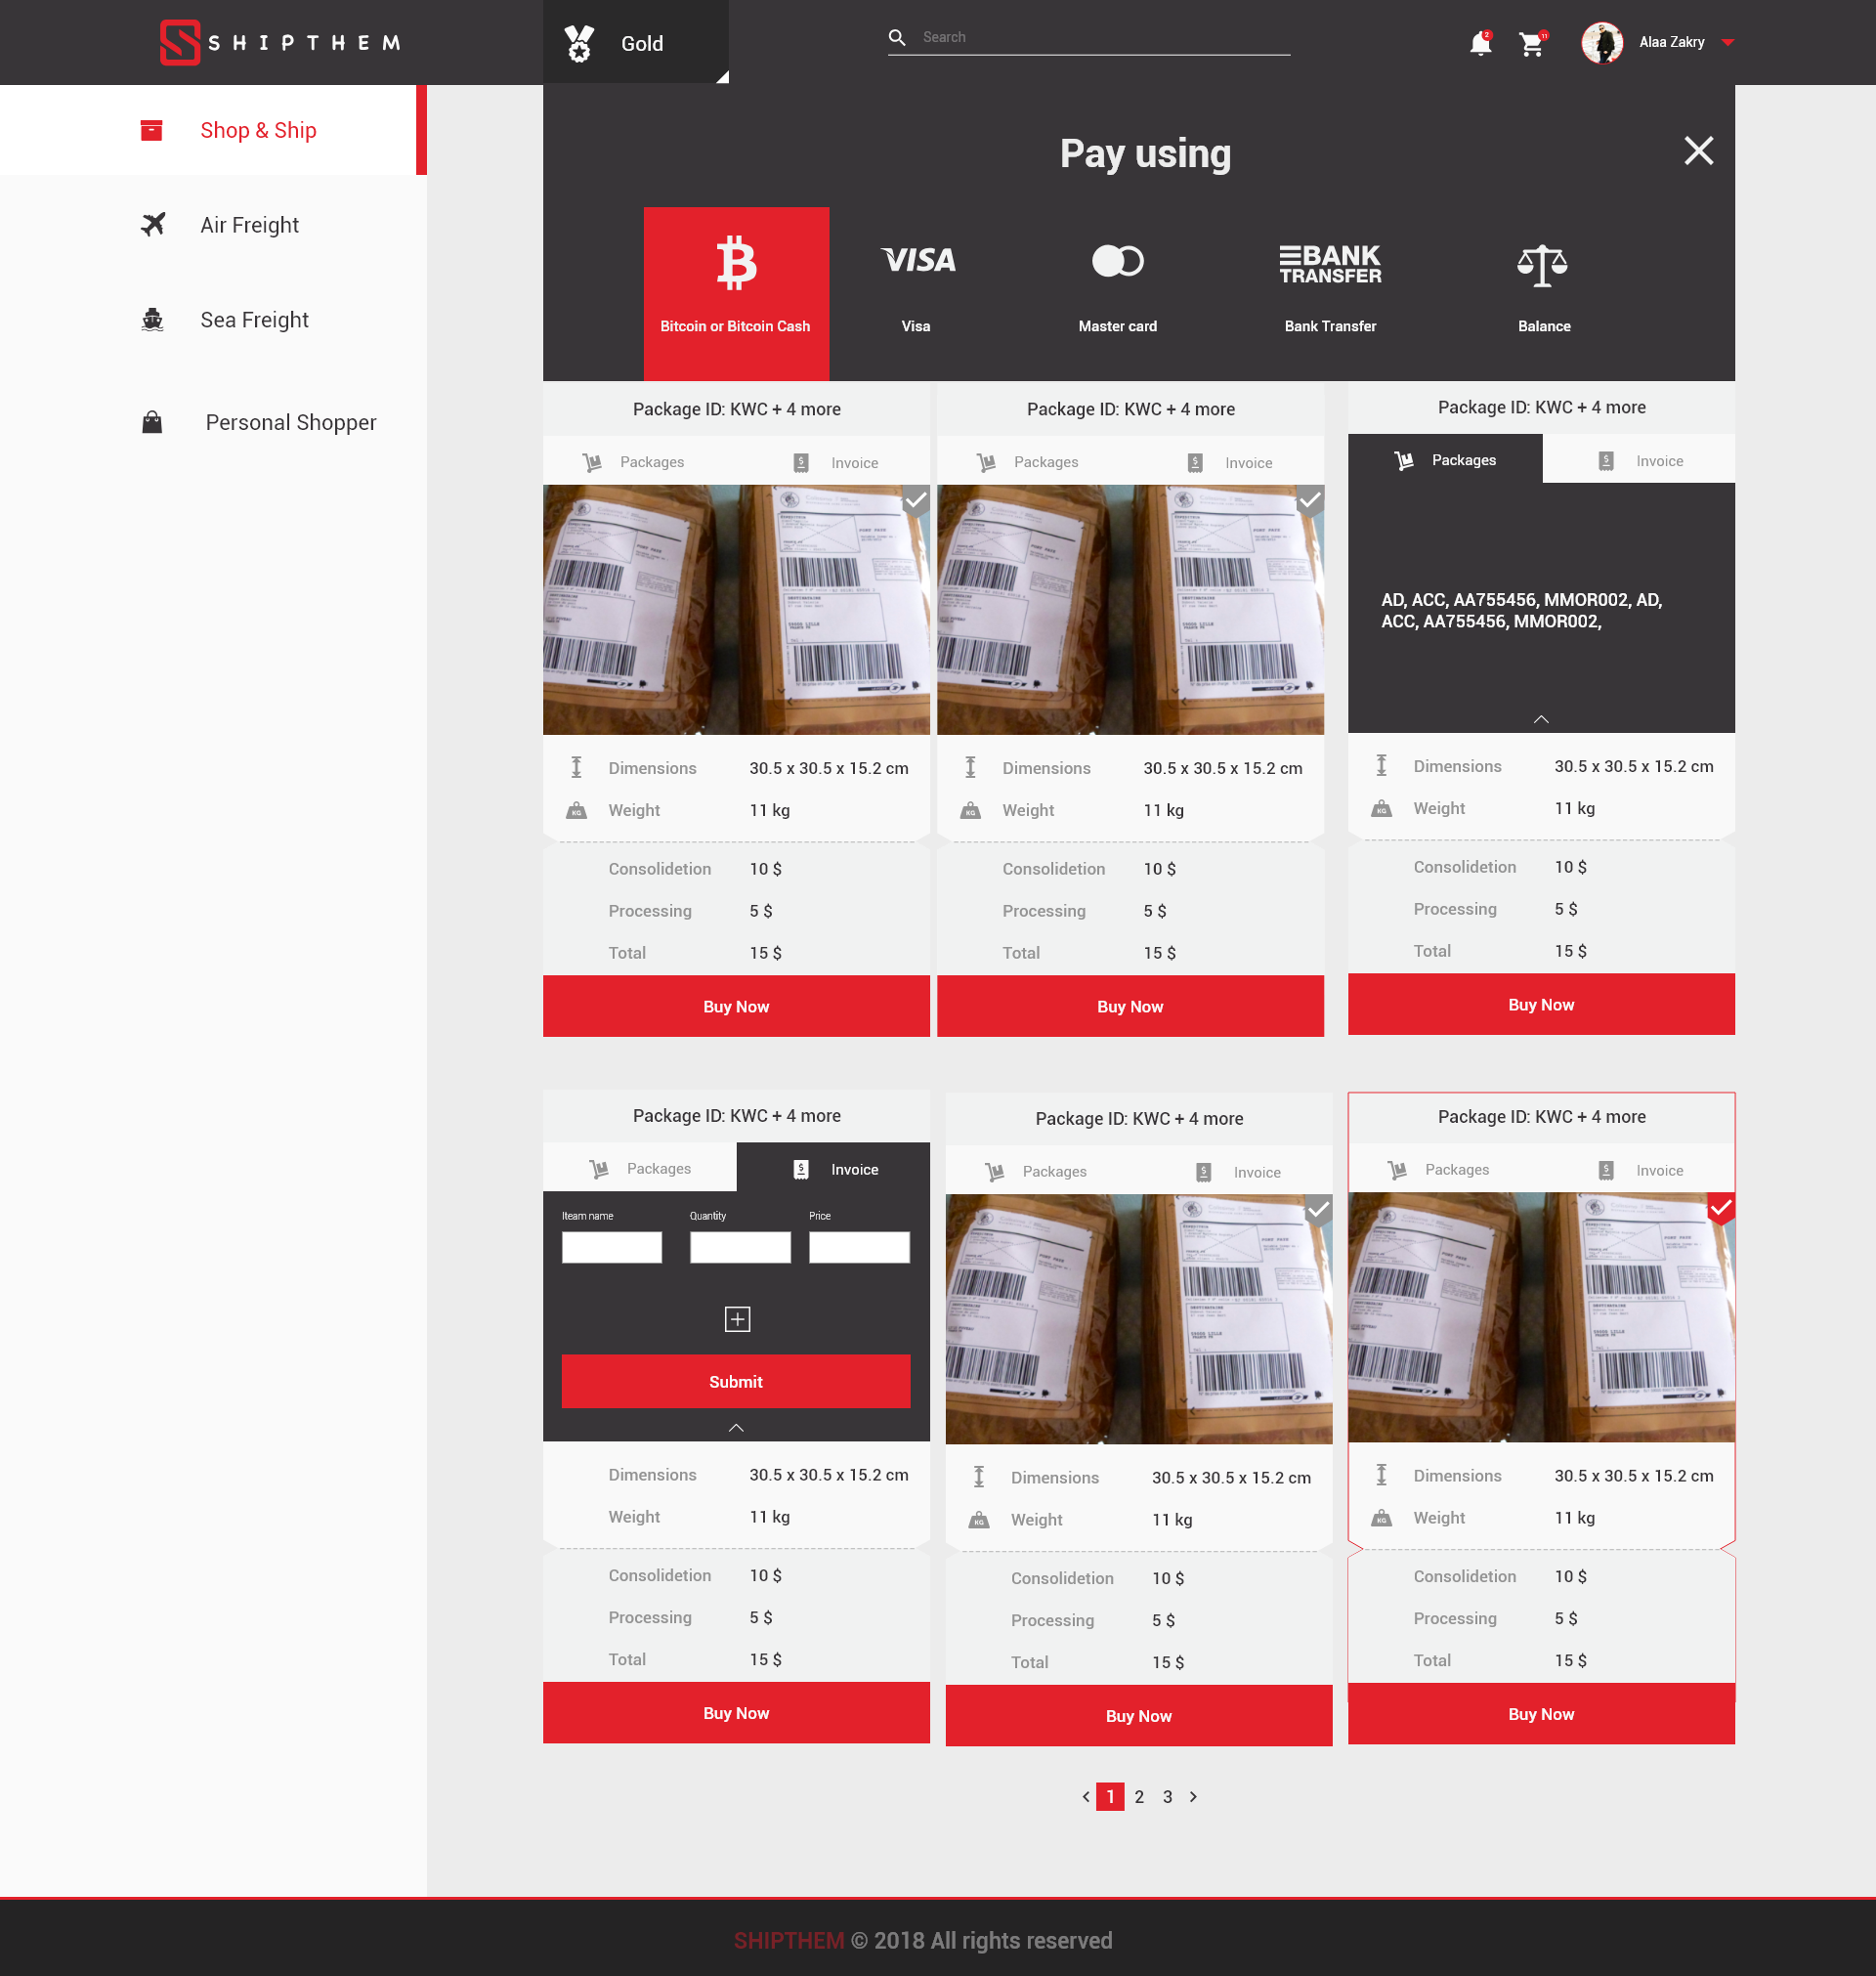 SHIPTHEM
Gold
Search
2
11
Alaa Zakry
Shop & Ship
Air Freight
Sea Freight
Personal Shopper
Pay using
VISA
BANK
TRANSFER
Bitcoin or Bitcoin Cash
Visa
Master card
Bank Transfer
Balance
Package ID: KWC + 4 more
Packages
Invoice
Dimensions 30.5 x 30.5 x 15.2 cm
KG Weight 11 kg
Consolidetion 10 $
Processing 5 $
Total 15 $
Buy Now
Package ID: KWC + 4 more
Packages
Invoice
Dimensions 30.5 x 30.5 x 15.2 cm
KG Weight 11 kg
Consolidetion 10 $
Processing 5 $
Total 15 $
Buy Now
Package ID: KWC + 4 more
Packages
Invoice
AD, ACC, AA755456, MMOR002, AD,
ACC, AA755456, MMOR002,
Dimensions 30.5 x 30.5 x 15.2 cm
KG Weight 11 kg
Consolidetion 10 $
Processing 5 $
Total 15 $
Buy Now
Package ID: KWC + 4 more
Packages
Invoice
Iteam name
Quantity
Price
Submit
Dimensions 30.5 x 30.5 x 15.2 cm
Weight 11 kg
Consolidetion 10 $
Processing 5 $
Total 15 $
Buy Now
Package ID: KWC + 4 more
Packages
Invoice
Dimensions 30.5 x 30.5 x 15.2 cm
KG Weight 11 kg
Consolidetion 10 $
Processing 5 $
Total 15 $
Buy Now
Package ID: KWC + 4 more
Packages
Invoice
Dimensions 30.5 x 30.5 x 15.2 cm
KG Weight 11 kg
Consolidetion 10 $
Processing 5 $
Total 15 $
Buy Now
1 2 3
SHIPTHEM © 2018 All rights reserved